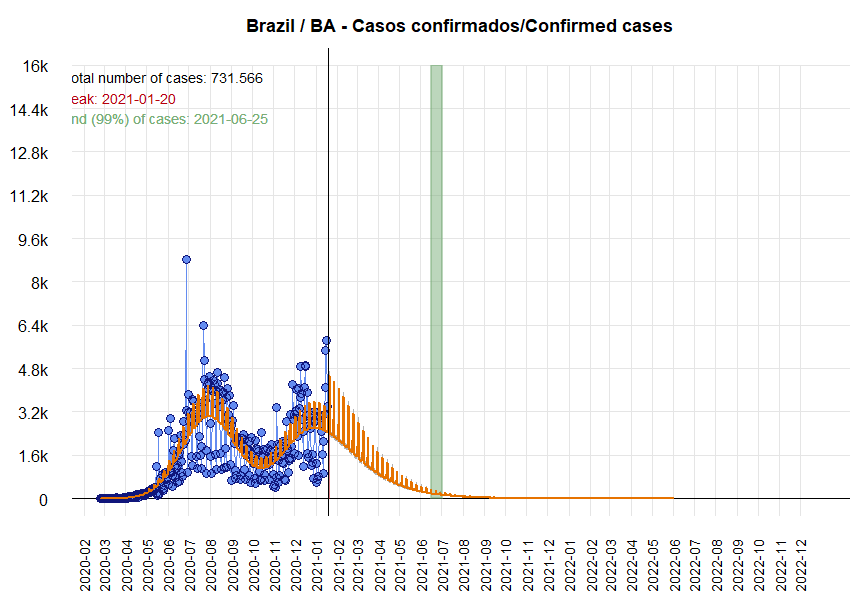 Brazil / BA - Casos confirmados/Confirmed cases
16k
otal number of cases: 731.566
eak: 2021-01-20
14.4k
nd (99%) of cases: 2021-06-25
12.8k
11.2k
9.6k
8k
6.4k
4.8k
3.2k
1.6k
0
2020-02
2020-03
2020-04
2020-05
2020-06
2020-07
2020-08
2020-09
2020-10
2020-11
2020-12
2021-01
2021-02
2021-03
2021-04
2021-05
2021-06
2021-07
2021-08
2021-09
2021-10
2021-11
2021-12
2022-01
2022-02
2022-03
2022-04
2022-05
2022-06
2022-07
2022-08
2022-09
2022-10
2022-11
2022-12